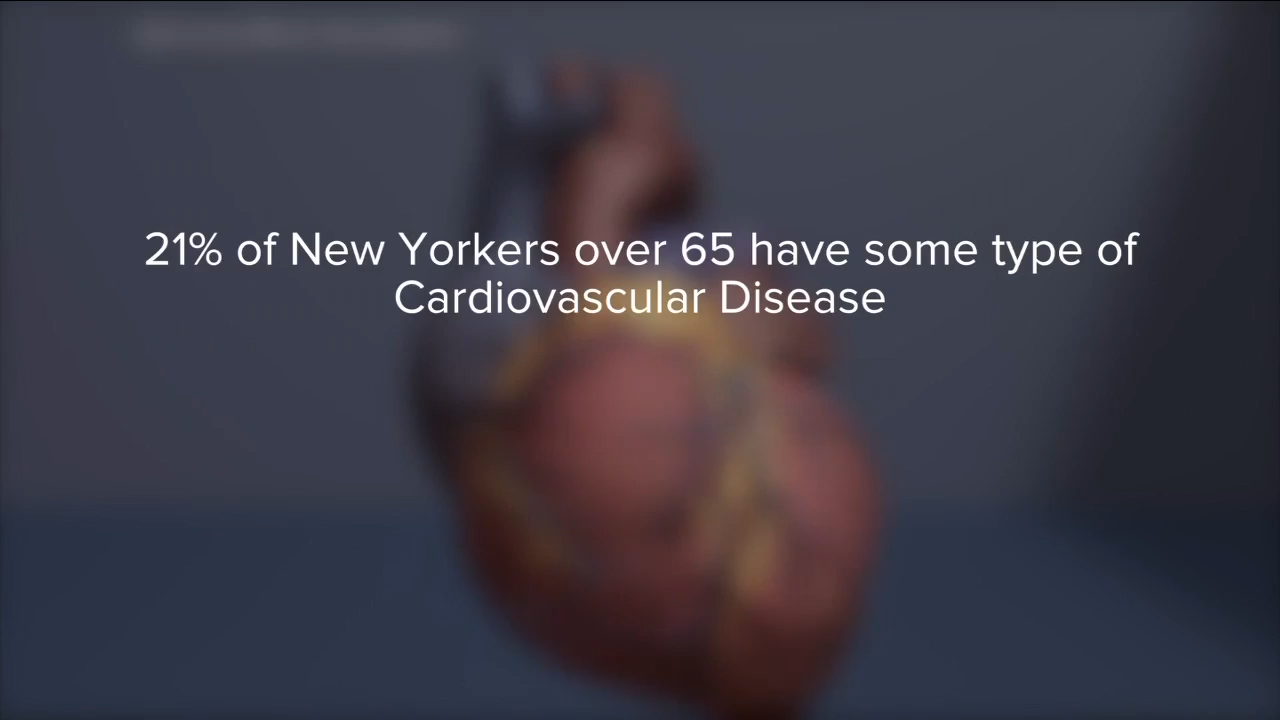 21% of New Yorkers over 65 have some type of
Cardiovascular Disease